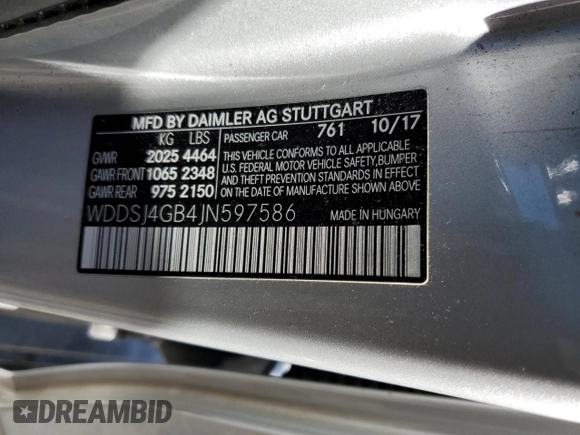 MFD BY DAIMLER AG STUTTGART
KG LBS PASSENGER CAR 761 10/17
GVWR 2025 4464
GAWR FRONT 1065 2348
GAWR REAR 975 2150
THIS VEHICLE CONFORMS TO ALL APPLICABLE
U.S. FEDERAL MOTOR VEHICLE SAFETY, BUMPER
AND THEFT PREVENTION STANDARDS IN EFFECT
ON THE DATE OF MANUFACTURE SHOWN ABOVE.
WDDSJ4GB4JN597586 MADE IN HUNGARY
DREAMBID